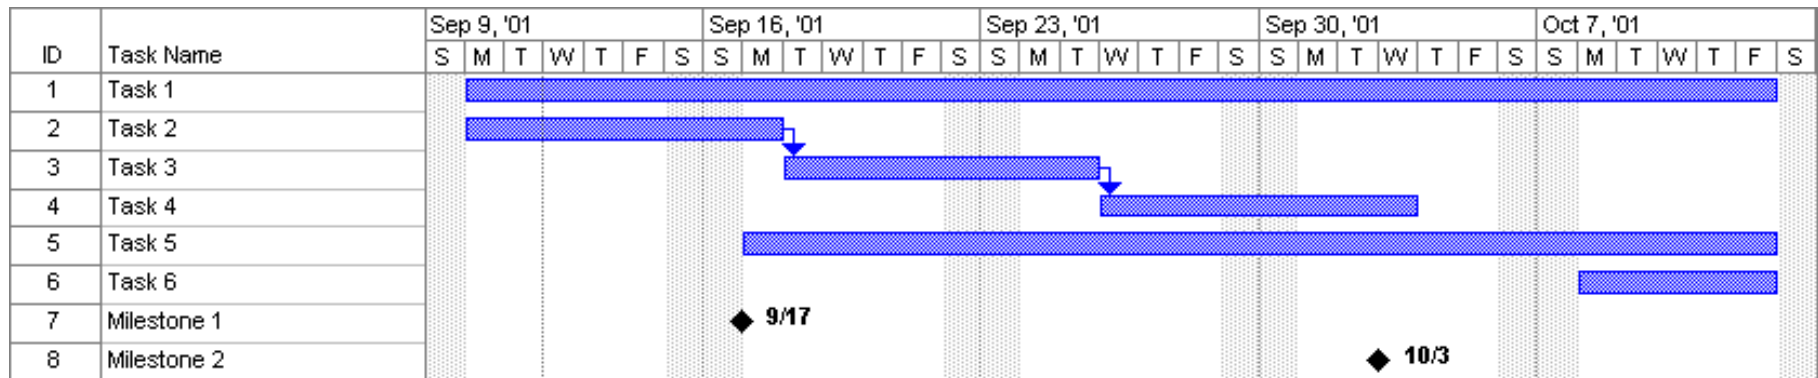 Sep 9, '01 Sep 16, '01 Sep 23, '01 Sep 30, '01 Oct 7, '01
ID Task Name S M T W T F S S M T W T F S S M T W T F S S M T W T F S S M T W T F S
1 Task 1
2 Task 2
3 Task 3
4 Task 4
5 Task 5
6 Task 6
7 Milestone 1 9/17
8 Milestone 2 10/3